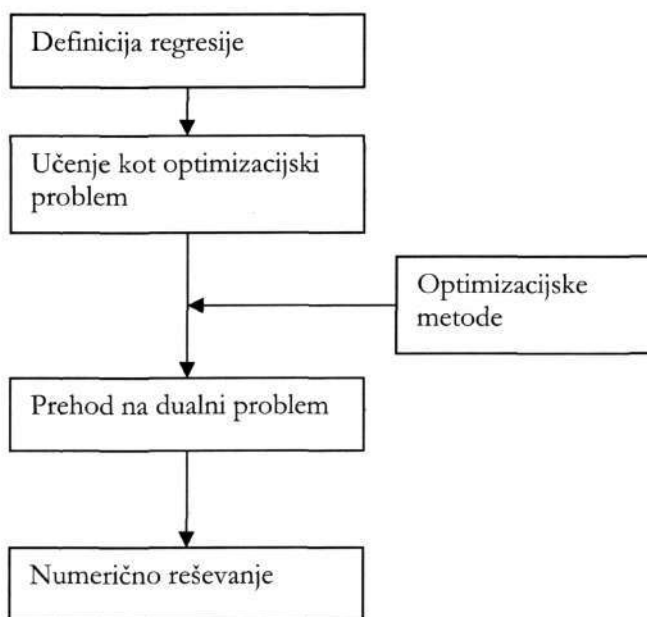 Definicija regresije
Učenje kot optimizacijski
problem
Optimizacijske
metode
Prehod na dualni problem
Numerično reševanje